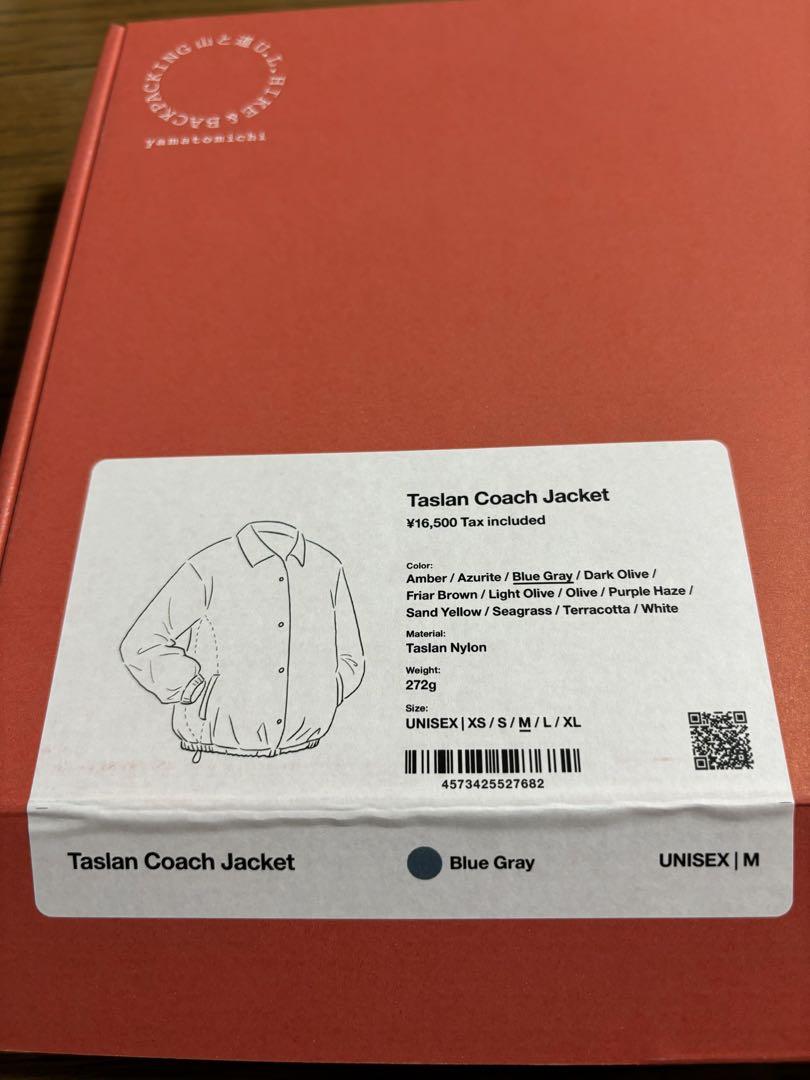 山と道 U.L. HIKE & BACKPACKING
yamatomichi
Taslan Coach Jacket
¥16,500 Tax included
Color:
Amber / Azurite / Blue Gray / Dark Olive /
Friar Brown / Light Olive / Olive / Purple Haze /
Sand Yellow / Seagrass / Terracotta / White
Material:
Taslan Nylon
Weight:
272g
Size:
UNISEX | XS / S / M / L / XL
4573425527682
Taslan Coach Jacket
Blue Gray
UNISEX | M